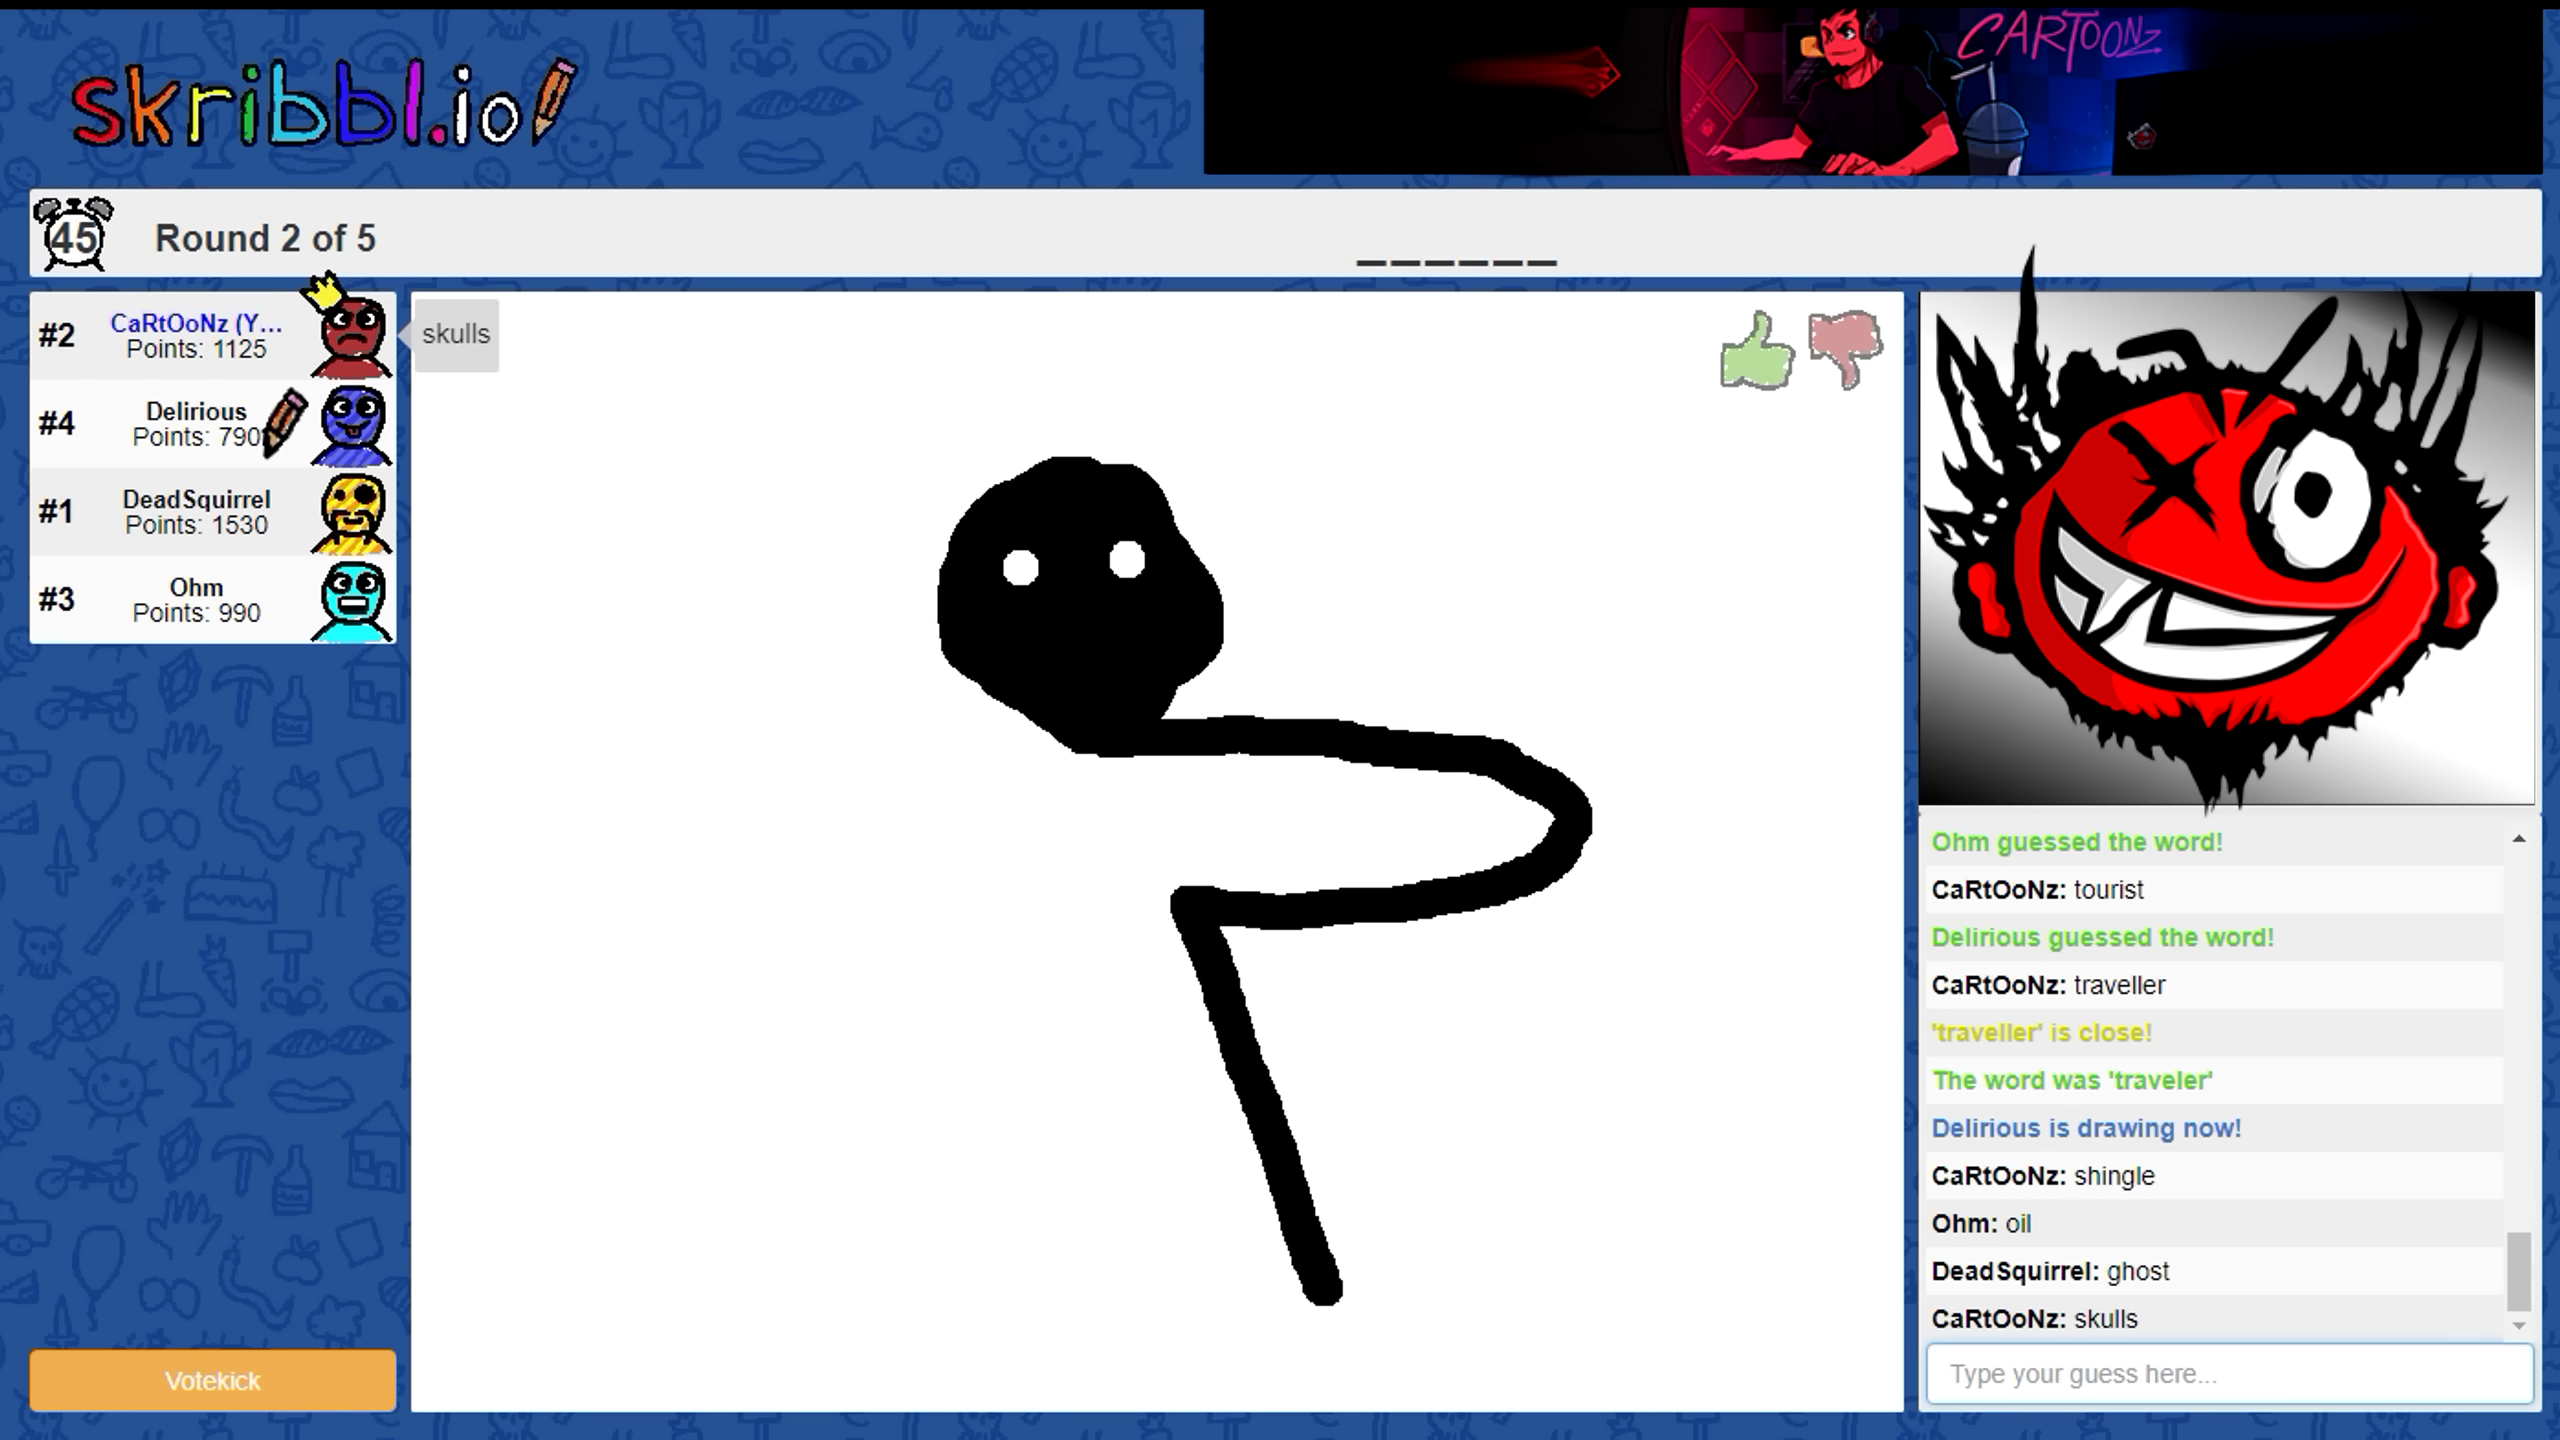 skribbl.io
CARTOONZ
45
Round 2 of 5
______
#2
CaRtOoNz (Y...
Points: 1125
skulls
#4
Delirious
Points: 790
#1
DeadSquirrel
Points: 1530
#3
Ohm
Points: 990
Votekick
Ohm guessed the word!
CaRtOoNz: tourist
Delirious guessed the word!
CaRtOoNz: traveller
'traveller' is close!
The word was 'traveler'
Delirious is drawing now!
CaRtOoNz: shingle
Ohm: oil
DeadSquirrel: ghost
CaRtOoNz: skulls
Type your guess here...